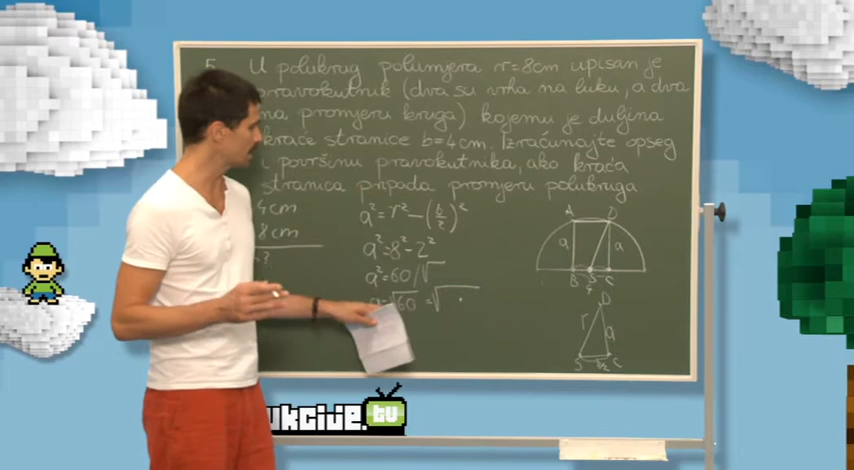 5. U polukrug polumjera r=8cm upisan je
pravokutnik (dva su vrha na luku, a dva
na promjeru kruga) kojemu je duljina
kraće stranice b=4cm. Izračunajte opseg
i površinu pravokutnika, ako kraća
stranica pripada promjeru polukruga
4cm
8cm
?
a²=r²-(b/2)²
a²=8²-2²
a²=60/√
a=√60 =√
A D
a a
B S C
4
D
r a
S b/2 C
ukcije.tv